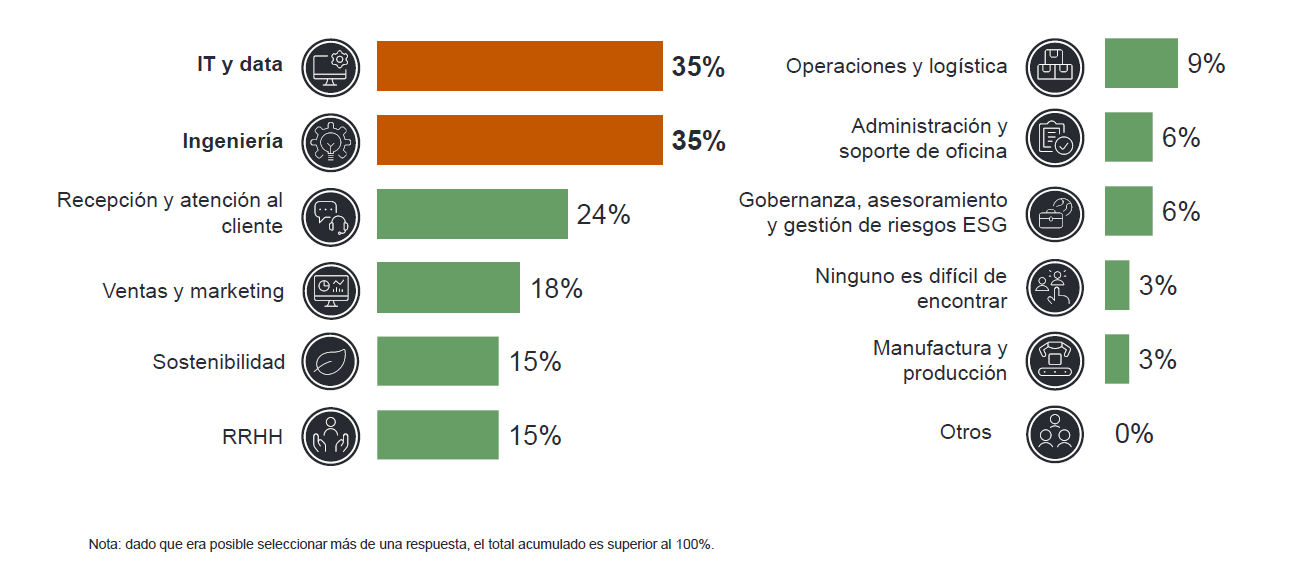 IT y data
35%
Ingeniería
35%
Recepción y atención al
cliente
24%
Ventas y marketing
18%
Sostenibilidad
15%
RRHH
15%
Operaciones y logística
9%
Administración y
soporte de oficina
6%
Gobernanza, asesoramiento
y gestión de riesgos ESG
6%
Ninguno es difícil de
encontrar
3%
Manufactura y
producción
3%
Otros
0%
Nota: dado que era posible seleccionar más de una respuesta, el total acumulado es superior al 100%.